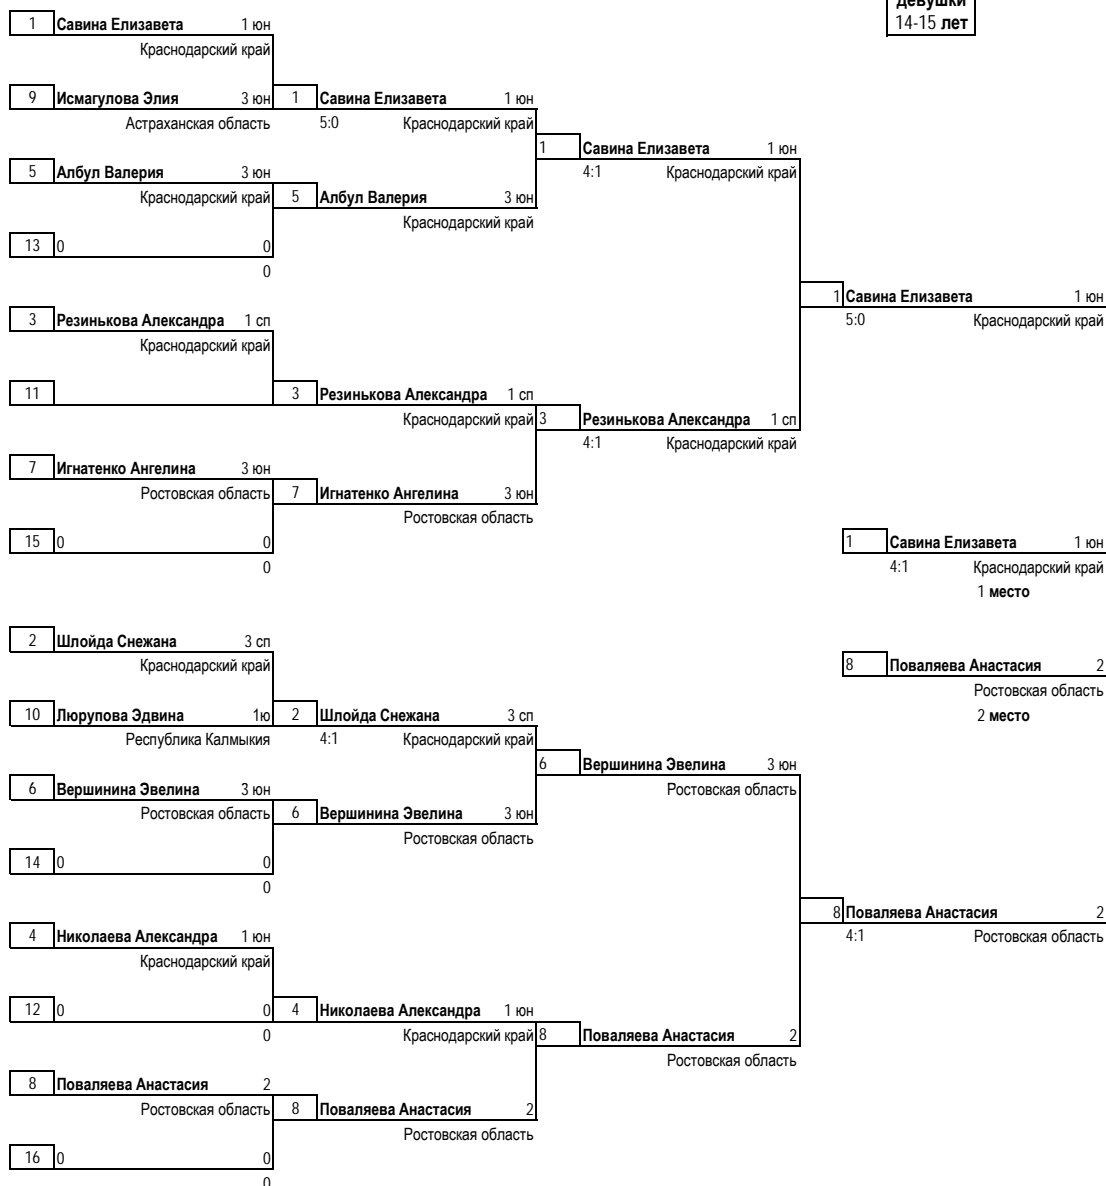 девушки
14-15 лет
1 Савина Елизавета 1 юн
Краснодарский край
9 Исмагулова Элия 3 юн 1 Савина Елизавета 1 юн
Астраханская область 5:0 Краснодарский край
1 Савина Елизавета 1 юн
5 Албул Валерия 3 юн 4:1 Краснодарский край
Краснодарский край 5 Албул Валерия 3 юн
Краснодарский край
13 0 0
0
1 Савина Елизавета 1 юн
3 Резинькова Александра 1 сп 5:0 Краснодарский край
Краснодарский край
11 3 Резинькова Александра 1 сп
Краснодарский край 3 Резинькова Александра 1 сп
4:1 Краснодарский край
7 Игнатенко Ангелина 3 юн
Ростовская область 7 Игнатенко Ангелина 3 юн
Ростовская область
15 0 0 1 Савина Елизавета 1 юн
0 4:1 Краснодарский край
1 место
2 Шлойда Снежана 3 сп
Краснодарский край 8 Поваляева Анастасия 2
Ростовская область
10 Люрупова Эдвина 1ю 2 Шлойда Снежана 3 сп 2 место
Республика Калмыкия 4:1 Краснодарский край
6 Вершинина Эвелина 3 юн
6 Вершинина Эвелина 3 юн Ростовская область
Ростовская область 6 Вершинина Эвелина 3 юн
Ростовская область
14 0 0
0
8 Поваляева Анастасия 2
4 Николаева Александра 1 юн 4:1 Ростовская область
Краснодарский край
12 0 0 4 Николаева Александра 1 юн
0 Краснодарский край 8 Поваляева Анастасия 2
Ростовская область
8 Поваляева Анастасия 2
Ростовская область 8 Поваляева Анастасия 2
Ростовская область
16 0 0
0